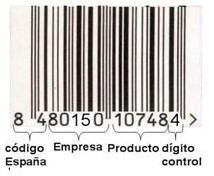 8 480150 107484 >
código Empresa Producto dígito
España control